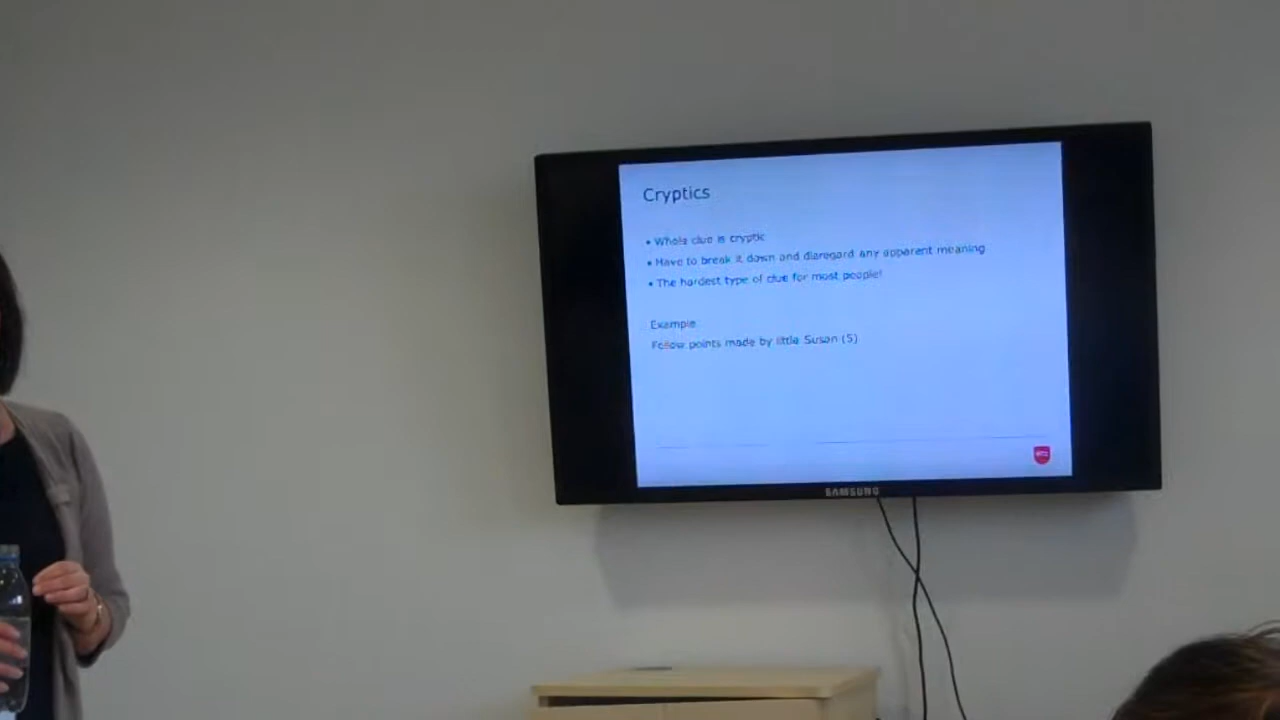 Cryptics
• Whole clue is cryptic
• Have to break it down and disregard any apparent meaning
• The hardest type of clue for most people!
Example
Follow points made by little Susan (5)
SAMSUNG